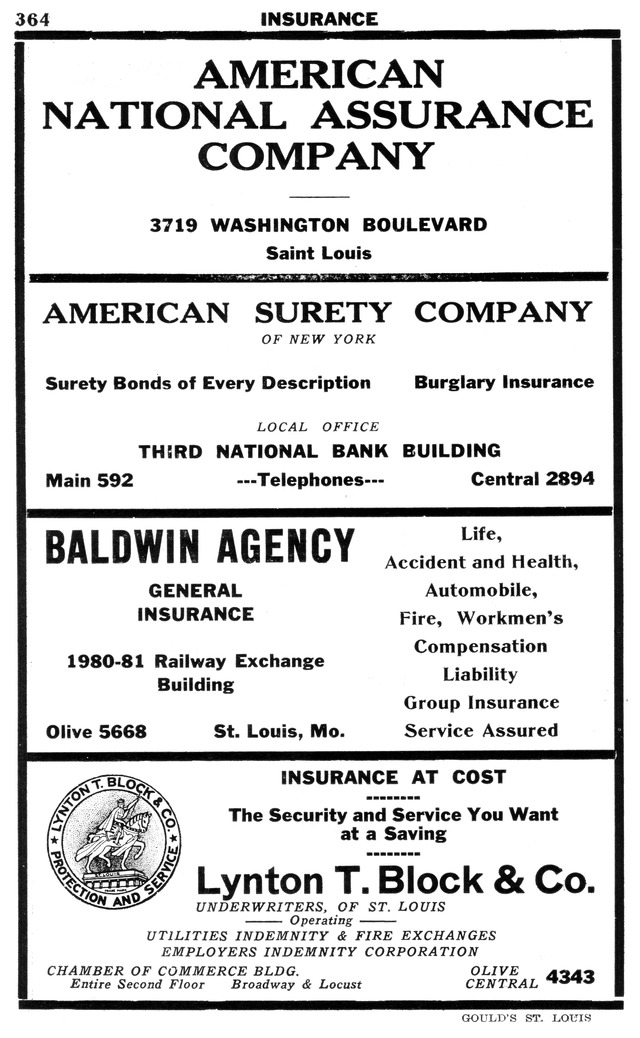 364 INSURANCE
AMERICAN
NATIONAL ASSURANCE
COMPANY
3719 WASHINGTON BOULEVARD
Saint Louis
AMERICAN SURETY COMPANY
OF NEW YORK
Surety Bonds of Every Description Burglary Insurance
LOCAL OFFICE
THIRD NATIONAL BANK BUILDING
Main 592 ---Telephones--- Central 2894
BALDWIN AGENCY
GENERAL
INSURANCE
1980-81 Railway Exchange
Building
Olive 5668 St. Louis, Mo.
Life,
Accident and Health,
Automobile,
Fire, Workmen's
Compensation
Liability
Group Insurance
Service Assured
LYNTON T. BLOCK & CO.
PROTECTION AND SERVICE
INSURANCE AT COST
The Security and Service You Want
at a Saving
Lynton T. Block & Co.
UNDERWRITERS, OF ST. LOUIS
Operating
UTILITIES INDEMNITY & FIRE EXCHANGES
EMPLOYERS INDEMNITY CORPORATION
CHAMBER OF COMMERCE BLDG.
Entire Second Floor Broadway & Locust
OLIVE
CENTRAL 4343
GOULD'S ST. LOUIS